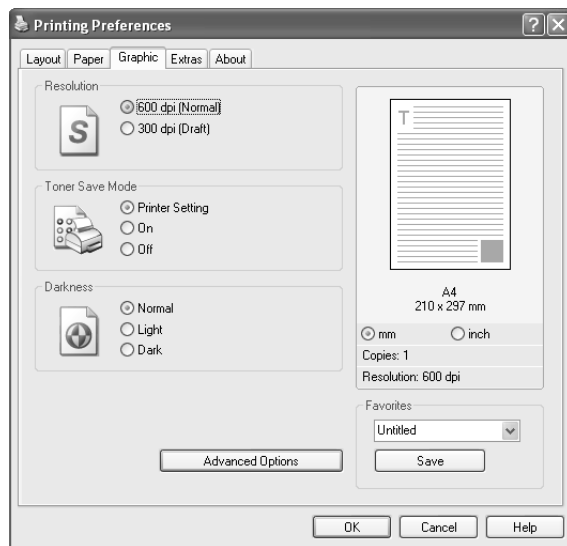 Printing Preferences
Layout Paper Graphic Extras About
Resolution
S
600 dpi (Normal)
300 dpi (Draft)
Toner Save Mode
Printer Setting
On
Off
Darkness
Normal
Light
Dark
Advanced Options
T
A4
210 x 297 mm
mm inch
Copies: 1
Resolution: 600 dpi
Favorites
Untitled
Save
OK Cancel Help